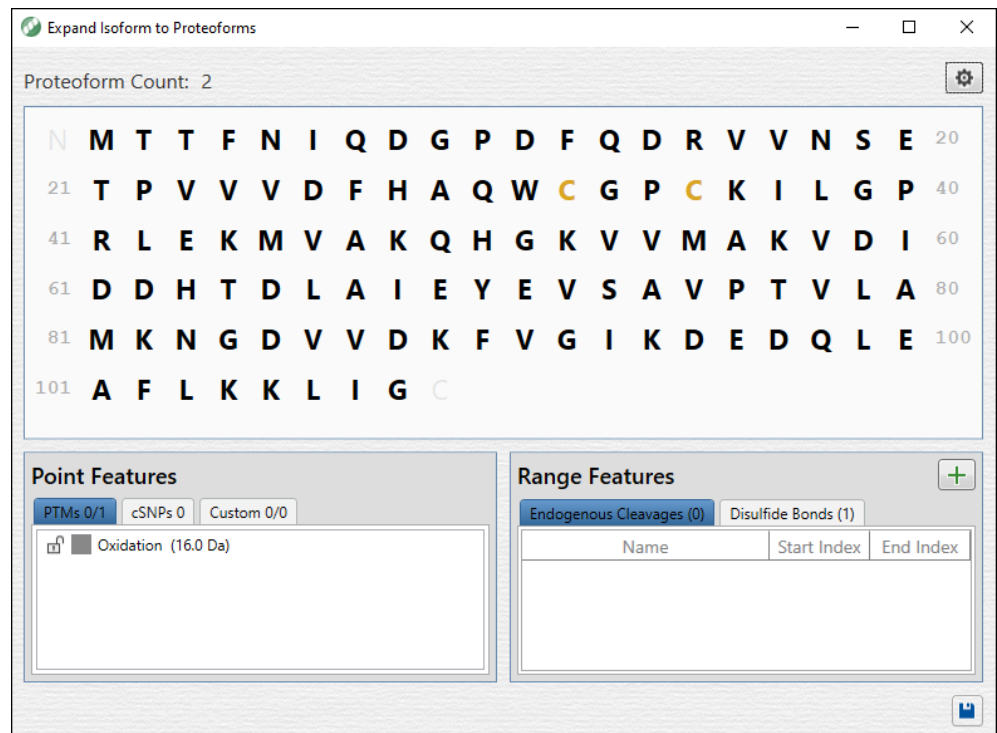 Expand Isoform to Proteoforms
Proteoform Count: 2
N M T T F N I Q D G P D F Q D R V V N S E 20
21 T P V V V D F H A Q W C G P C K I L G P 40
41 R L E K M V A K Q H G K V V M A K V D I 60
61 D D H T D L A I E Y E V S A V P T V L A 80
81 M K N G D V V D K F V G I K D E D Q L E 100
101 A F L K K L I G C
Point Features
PTMs 0/1 cSNPs 0 Custom 0/0
Oxidation (16.0 Da)
Range Features
Endogenous Cleavages (0) Disulfide Bonds (1)
Name Start Index End Index